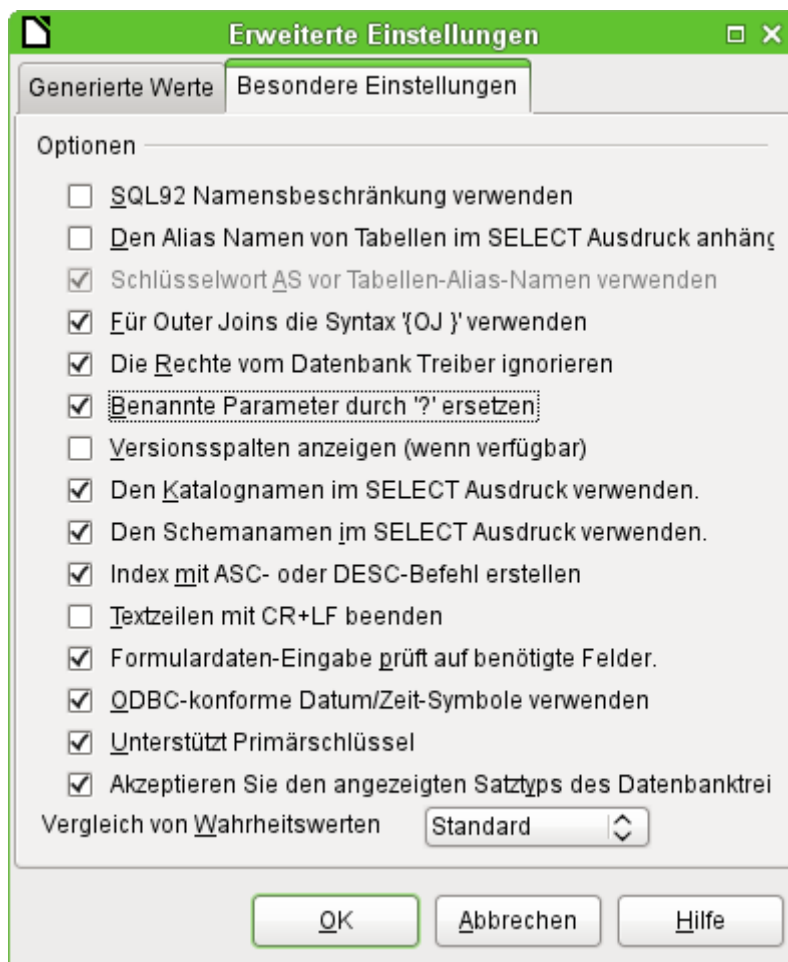 Erweiterte Einstellungen
Generierte Werte Besondere Einstellungen
Optionen
SQL92 Namensbeschränkung verwenden
Den Alias Namen von Tabellen im SELECT Ausdruck anhäng
Schlüsselwort AS vor Tabellen-Alias-Namen verwenden
Für Outer Joins die Syntax '{OJ }' verwenden
Die Rechte vom Datenbank Treiber ignorieren
Benannte Parameter durch '?' ersetzen
Versionsspalten anzeigen (wenn verfügbar)
Den Katalognamen im SELECT Ausdruck verwenden.
Den Schemanamen im SELECT Ausdruck verwenden.
Index mit ASC- oder DESC-Befehl erstellen
Textzeilen mit CR+LF beenden
Formulardaten-Eingabe prüft auf benötigte Felder.
ODBC-konforme Datum/Zeit-Symbole verwenden
Unterstützt Primärschlüssel
Akzeptieren Sie den angezeigten Satztyps des Datenbanktrei
Vergleich von Wahrheitswerten Standard
OK Abbrechen Hilfe